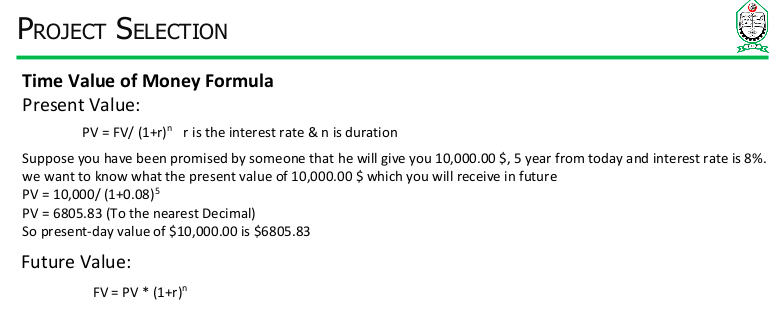 PROJECT SELECTION
Time Value of Money Formula
Present Value:
PV = FV/ (1+r)ⁿ r is the interest rate & n is duration
Suppose you have been promised by someone that he will give you 10,000.00 $, 5 year from today and interest rate is 8%.
we want to know what the present value of 10,000.00 $ which you will receive in future
PV = 10,000/ (1+0.08)⁵
PV = 6805.83 (To the nearest Decimal)
So present-day value of $10,000.00 is $6805.83
Future Value:
FV = PV * (1+r)ⁿ